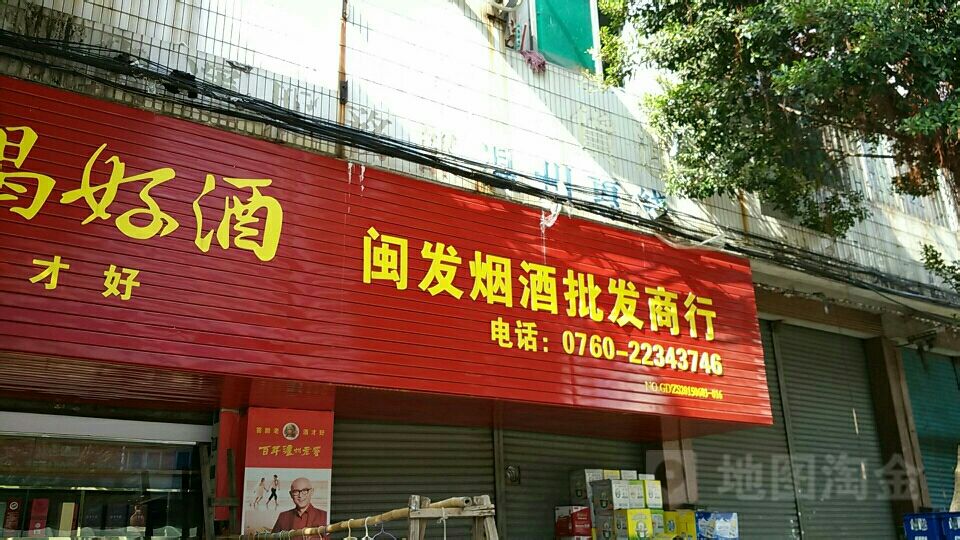 喝好酒
才好
闽发烟酒批发商行
电话：0760-22343746
百年泸州老窖
地图淘金